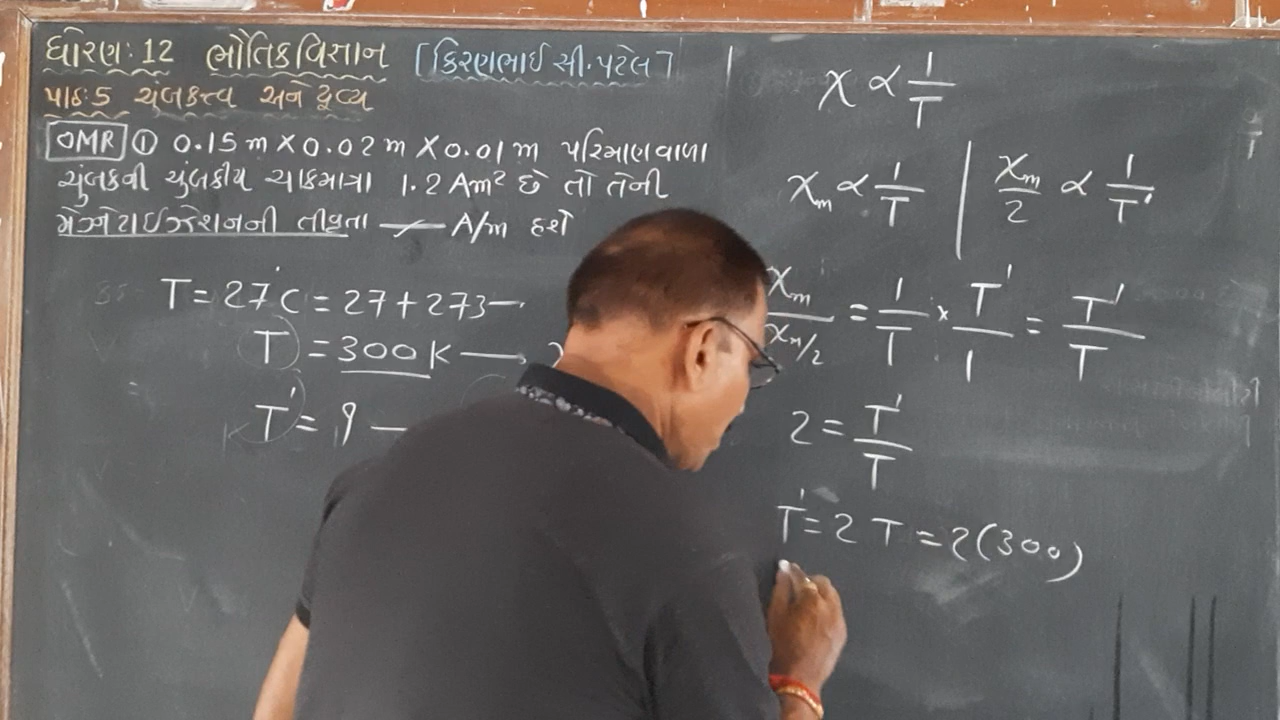 ધોરણ: 12 ભૌતિકવિજ્ઞાન [કિરણભાઈ સી. પટેલ]
પાઠ: 5 ચુંબકત્વ અને દ્રવ્ય
OMR ① 0.15 m X 0.02 m X 0.01 m પરિમાણવાળા
ચુંબકની ચુંબકીય ચાકમાત્રા 1.2 Am² છે તો તેની
મેગ્નેટાઈઝેશનની તીવ્રતા — A/m હશે
T = 27°C = 27 + 273
T = 300 K →
T' = ? —
χ ∝ 1/T
χm ∝ 1/T | χm/2 ∝ 1/T'
χm / χm/2 = 1/T × T'/1 = T'/T
2 = T'/T
T' = 2 T = 2(300)